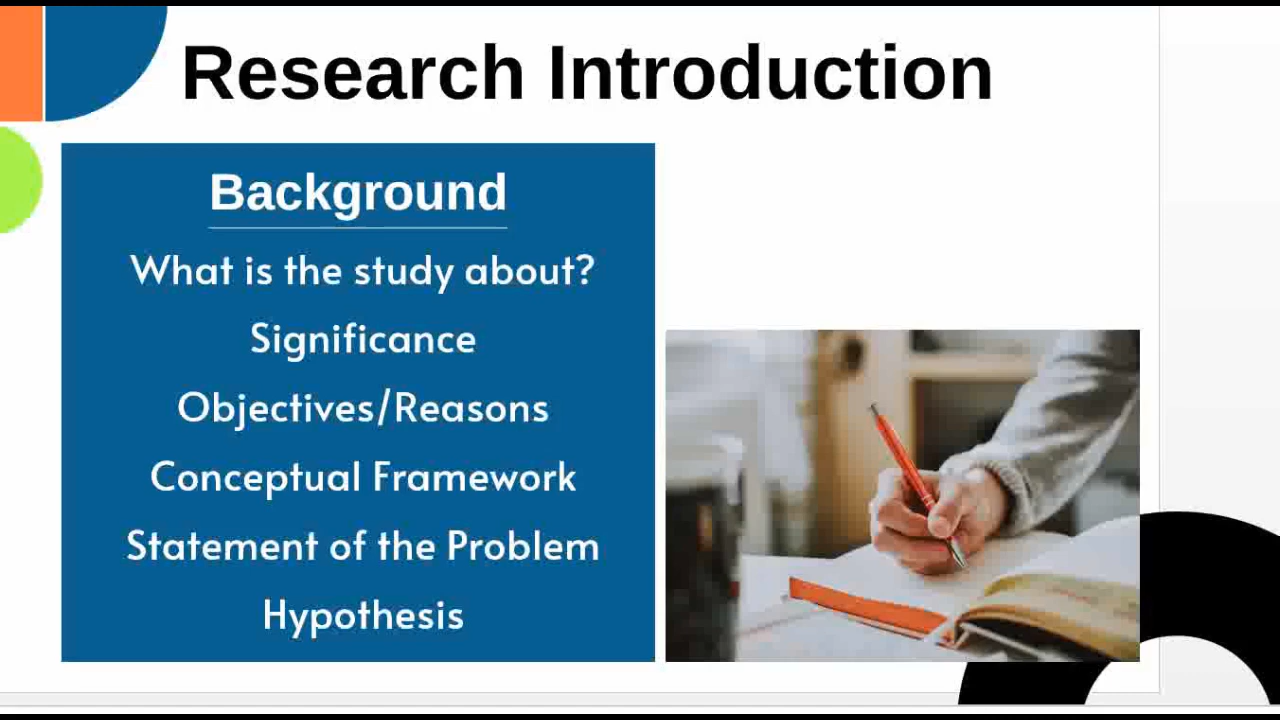 Research Introduction
Background
What is the study about?
Significance
Objectives/Reasons
Conceptual Framework
Statement of the Problem
Hypothesis